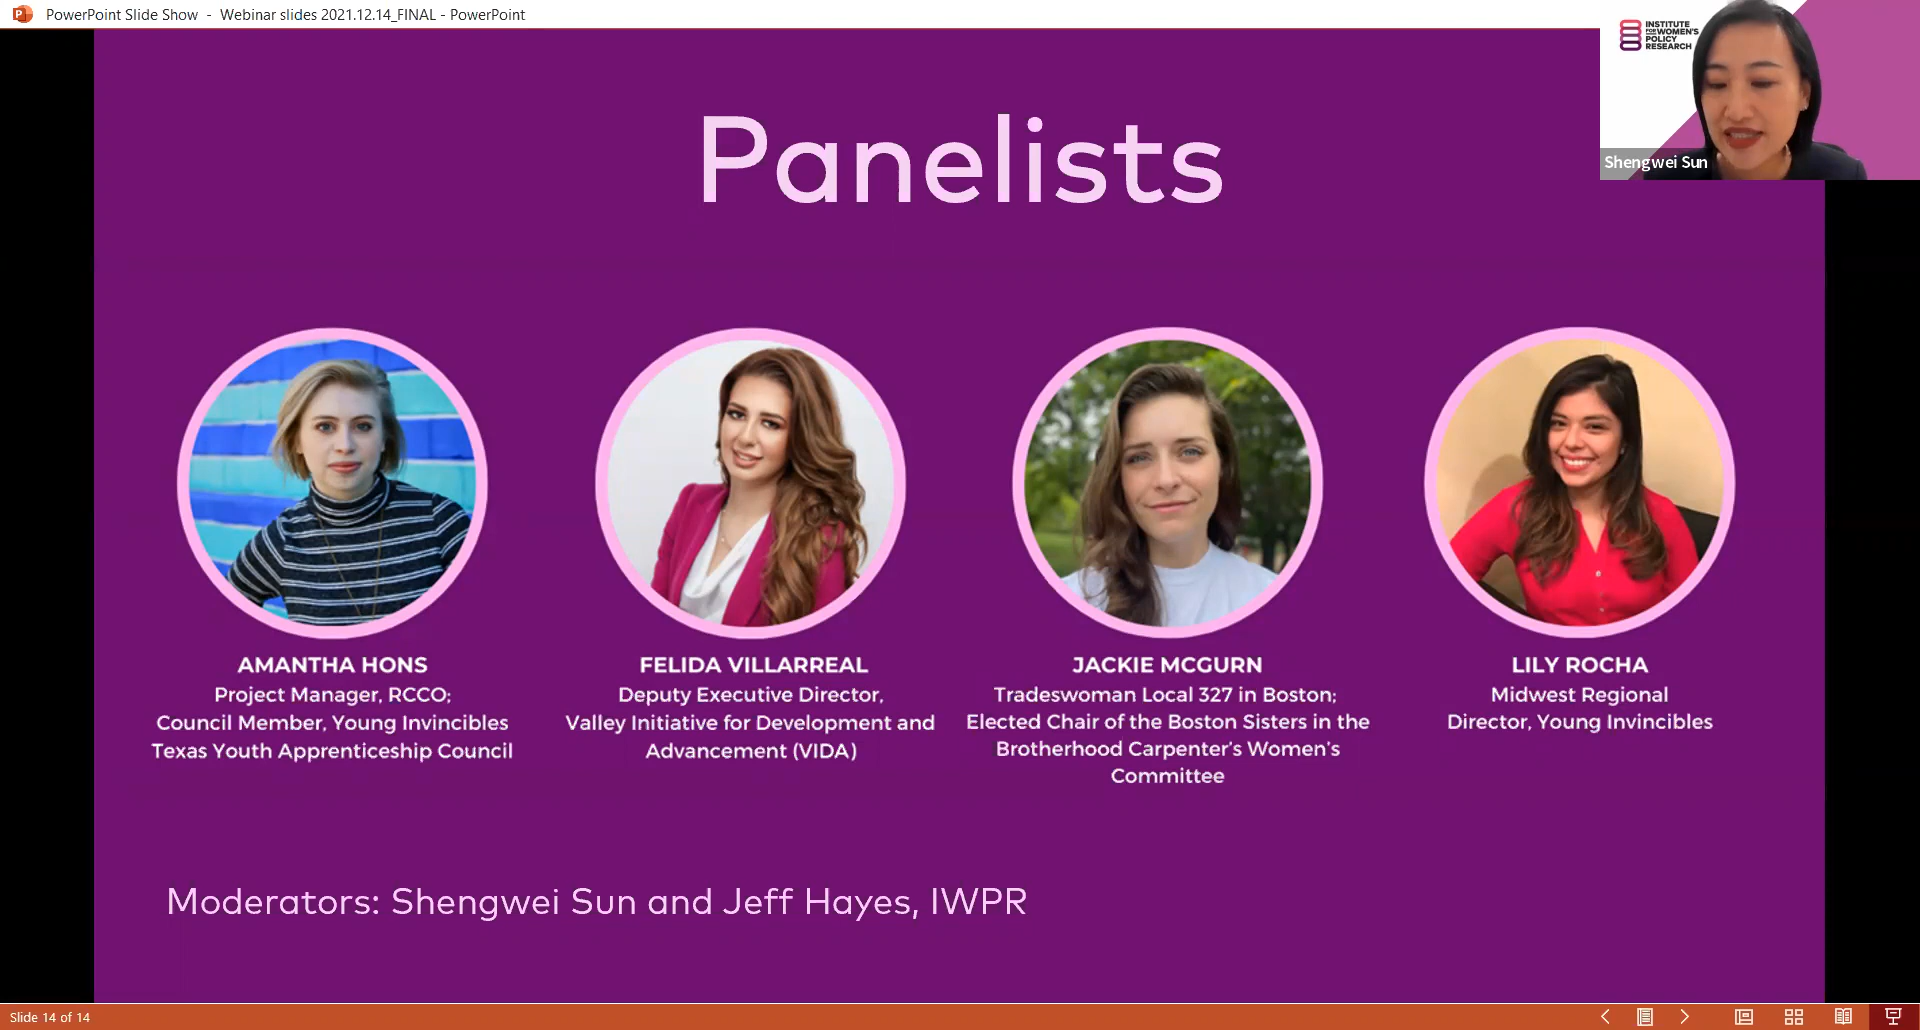 PowerPoint Slide Show - Webinar slides 2021.12.14_FINAL - PowerPoint
INSTITUTE
FOR WOMEN'S
POLICY
RESEARCH
Shengwei Sun
Panelists
AMANTHA HONS
Project Manager, RCCO;
Council Member, Young Invincibles
Texas Youth Apprenticeship Council
FELIDA VILLARREAL
Deputy Executive Director,
Valley Initiative for Development and
Advancement (VIDA)
JACKIE MCGURN
Tradeswoman Local 327 in Boston;
Elected Chair of the Boston Sisters in the
Brotherhood Carpenter's Women's
Committee
LILY ROCHA
Midwest Regional
Director, Young Invincibles
Moderators: Shengwei Sun and Jeff Hayes, IWPR
Slide 14 of 14